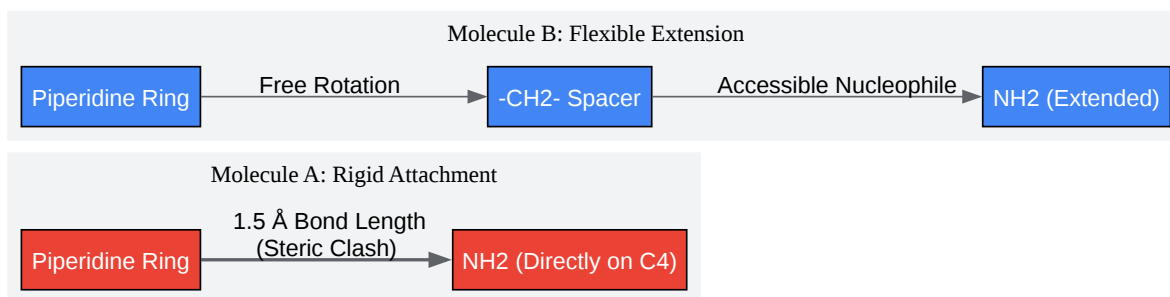 Molecule B: Flexible Extension
Piperidine Ring
Free Rotation
-CH2- Spacer
Accessible Nucleophile
NH2 (Extended)
Molecule A: Rigid Attachment
Piperidine Ring
1.5 Å Bond Length
(Steric Clash)
NH2 (Directly on C4)